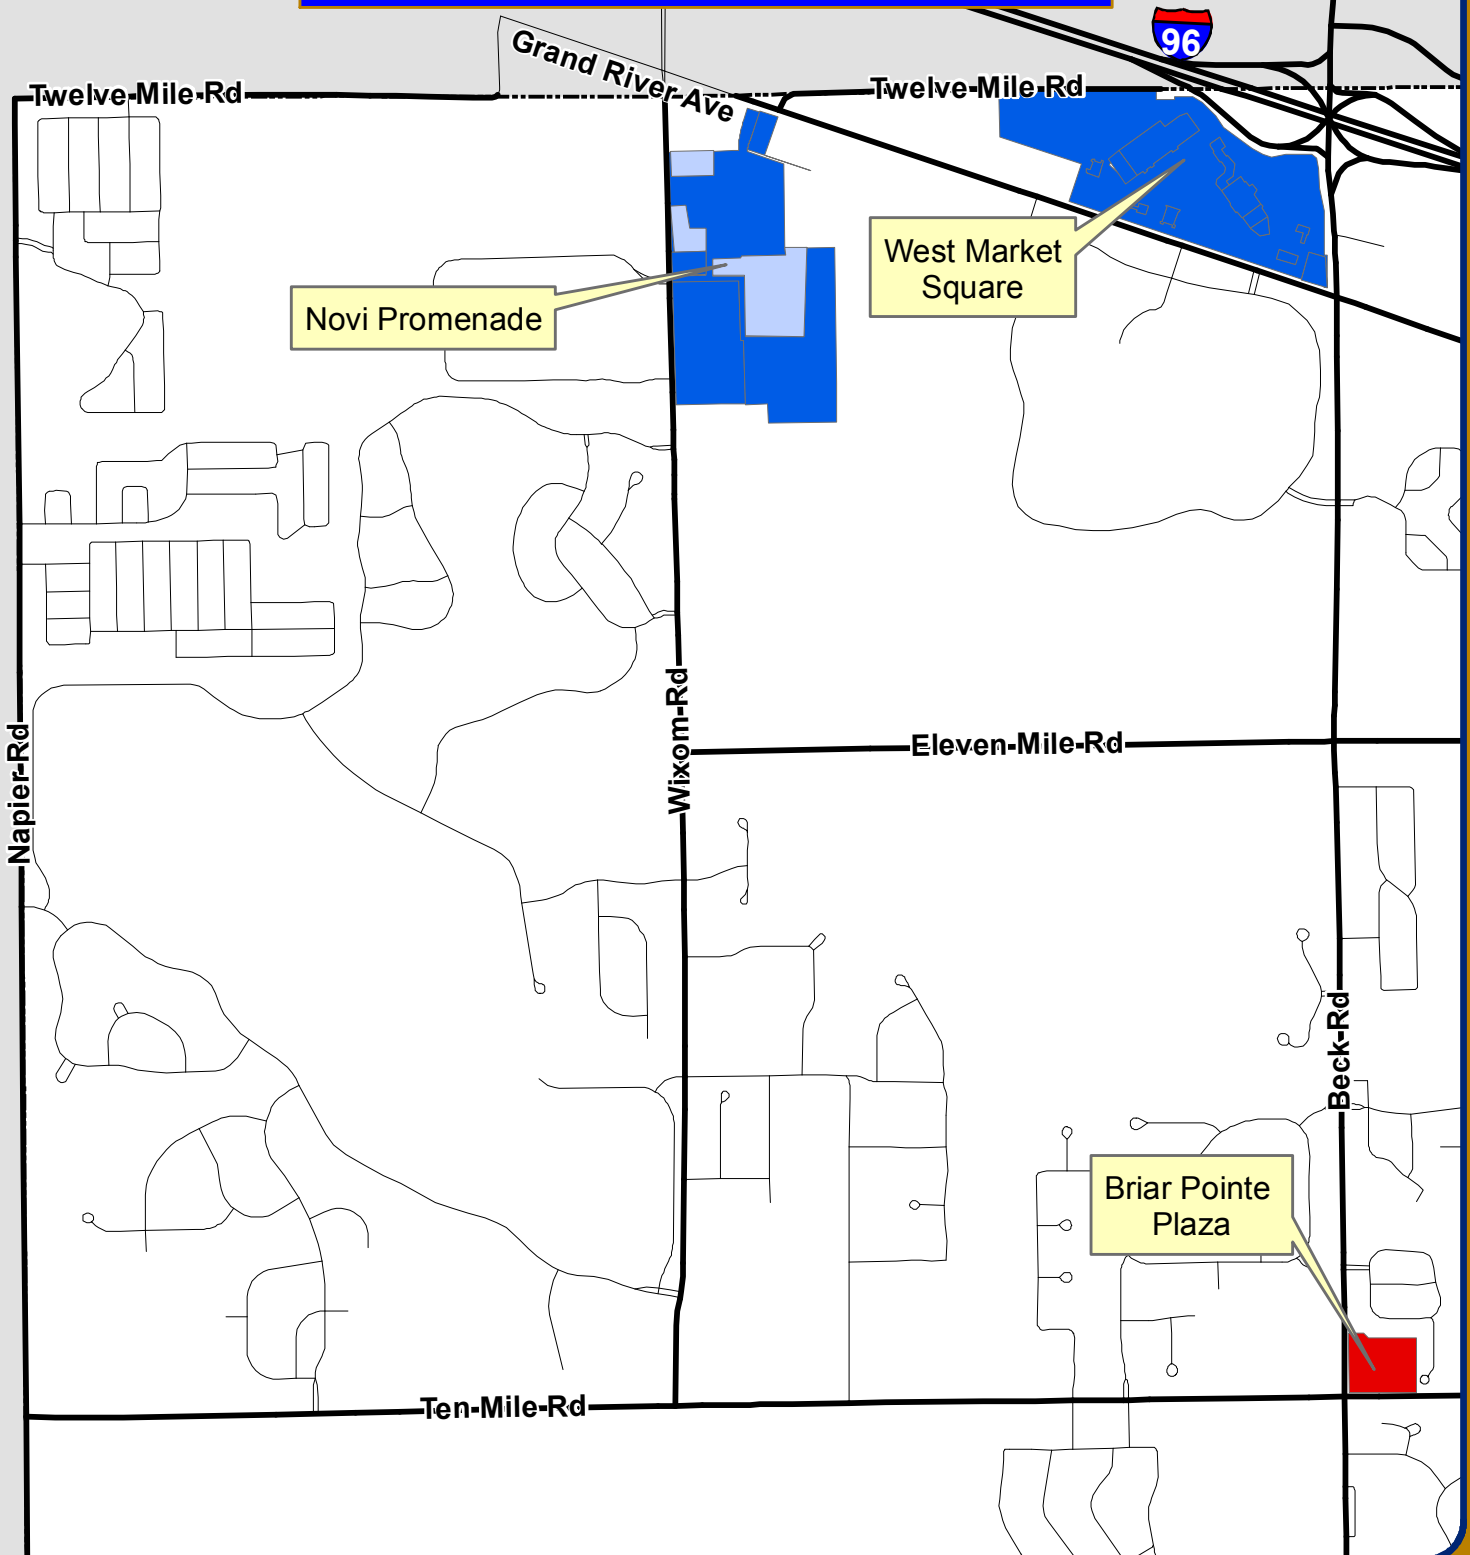 96
Grand River Ave
Twelve Mile Rd
Twelve Mile Rd
West Market
Square
Novi Promenade
Wixom Rd
Eleven Mile Rd
Napier Rd
Beck Rd
Briar Pointe
Plaza
Ten Mile Rd